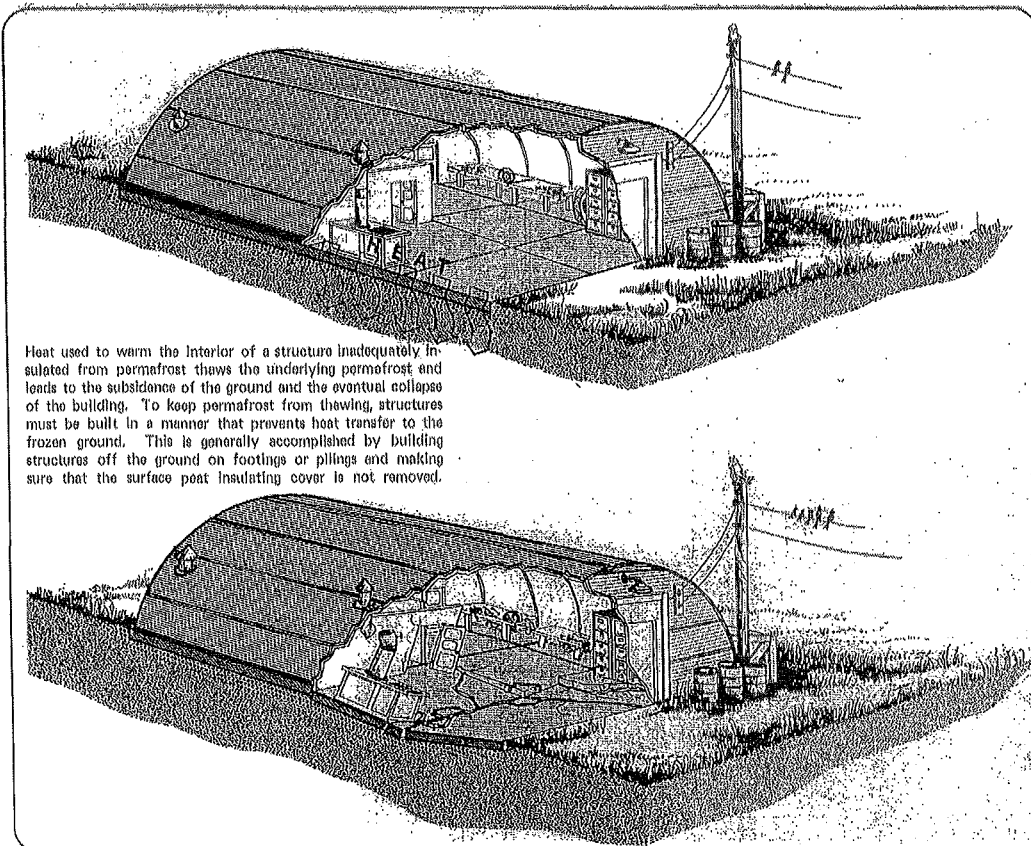 HEAT
Heat used to warm the interior of a structure inadequately in-
sulated from permafrost thaws the underlying permafrost and
leads to the subsidence of the ground and the eventual collapse
of the building. To keep permafrost from thawing, structures
must be built in a manner that prevents heat transfer to the
frozen ground. This is generally accomplished by building
structures off the ground on footings or pilings and making
sure that the surface peat insulating cover is not removed.